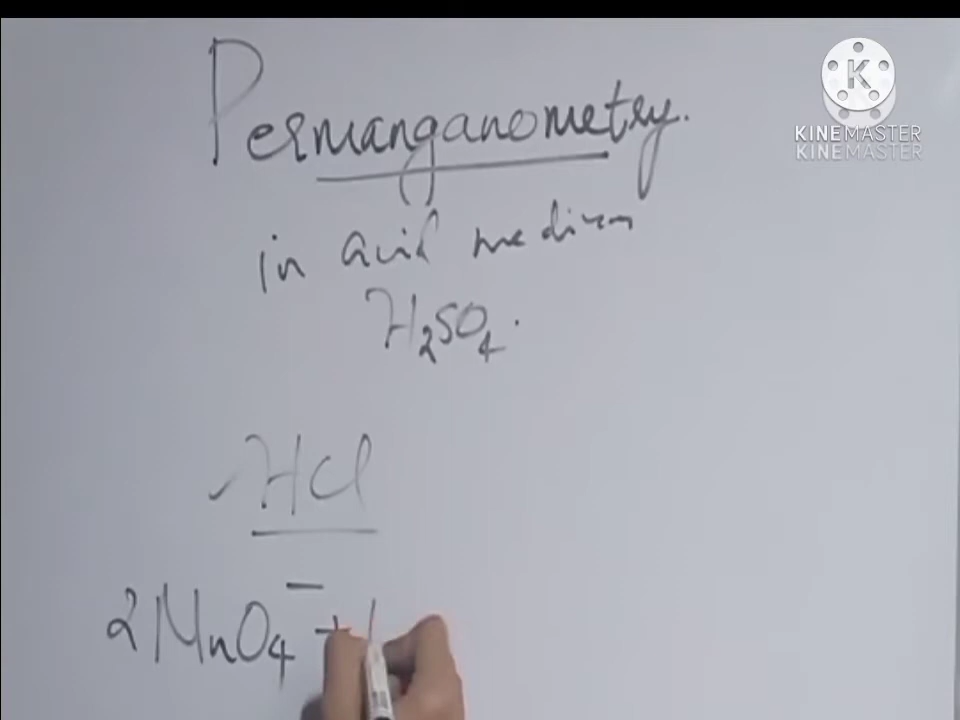 Permanganometry.
KINEMASTER
KINEMASTER
in acid medium
H₂SO₄.
HCl
2MnO₄⁻ +